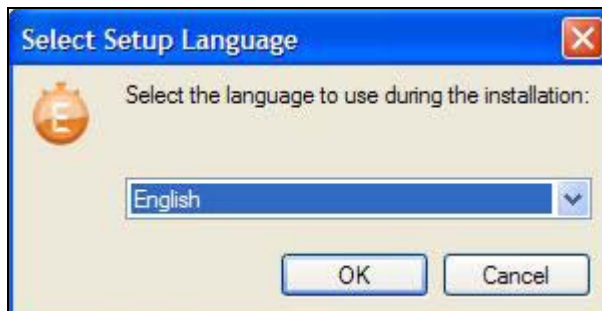 Select Setup Language
E
Select the language to use during the installation:
English
OK
Cancel